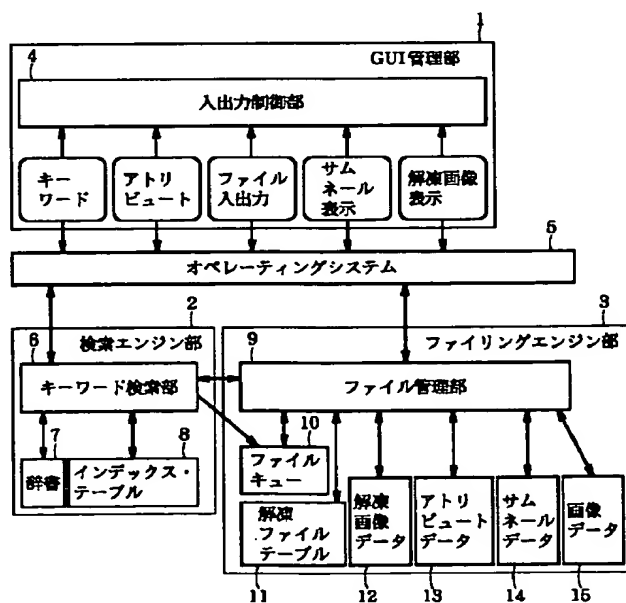 1
GUI管理部
4
入出力制御部
キー
ワード
アトリ
ビュート
ファイル
入出力
サム
ネール
表示
解凍画像
表示
5
オペレーティングシステム
2
検索エンジン部
6
キーワード検索部
7
辞書
8
インデックス・
テーブル
3
ファイリングエンジン部
9
ファイル管理部
10
ファイル
キュー
解凍
ファイル
テーブル
11
解凍
画像
データ
12
アトリ
ビュート
データ
13
サム
ネール
データ
14
画像
データ
15